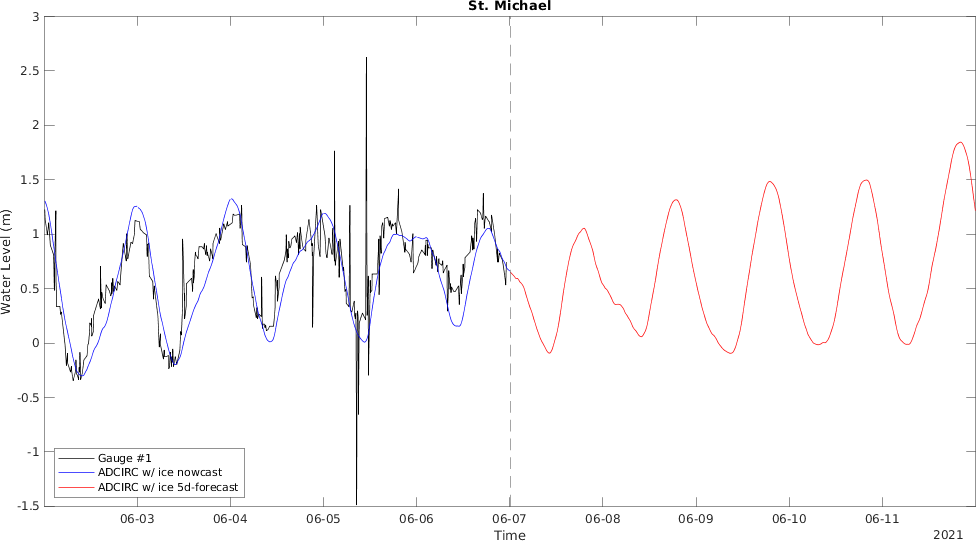 St. Michael
3
2.5
2
1.5
1
0.5
0
-0.5
-1
-1.5
Water Level (m)
Gauge #1
ADCIRC w/ ice nowcast
ADCIRC w/ ice 5d-forecast
06-03 06-04 06-05 06-06 06-07 06-08 06-09 06-10 06-11
Time
2021